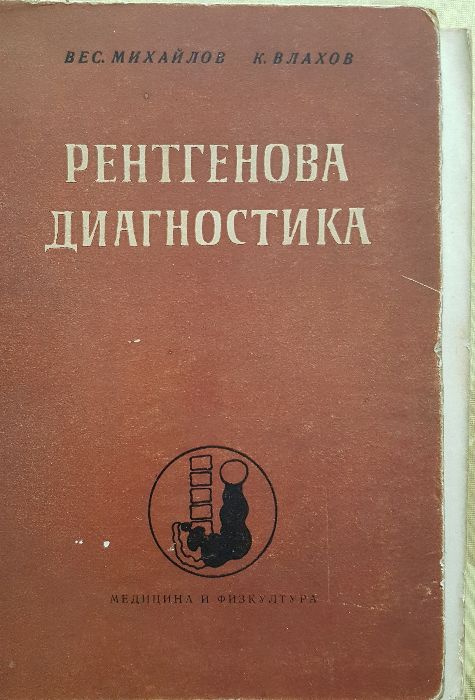 ВЕС. МИХАЙЛОВ К. ВЛАХОВ
РЕНТГЕНОВА
ДИАГНОСТИКА
МЕДИЦИНА И ФИЗКУЛТУРА